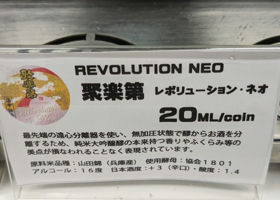 REVOLUTION NEO
聚楽第 レボリューション・ネオ
20ML/coin
最先端の遠心分離器を使い、無加圧状態で醪からお酒を分
離するため、純米大吟醸酵の本来持つ香りやふくらみ等の
美点が損なわれることなく表現されています。
原料米品種：山田錦（兵庫産） 使用酵母：協会1801
アルコール：16度 日本酒度：+3（辛口）・酸度：1.4